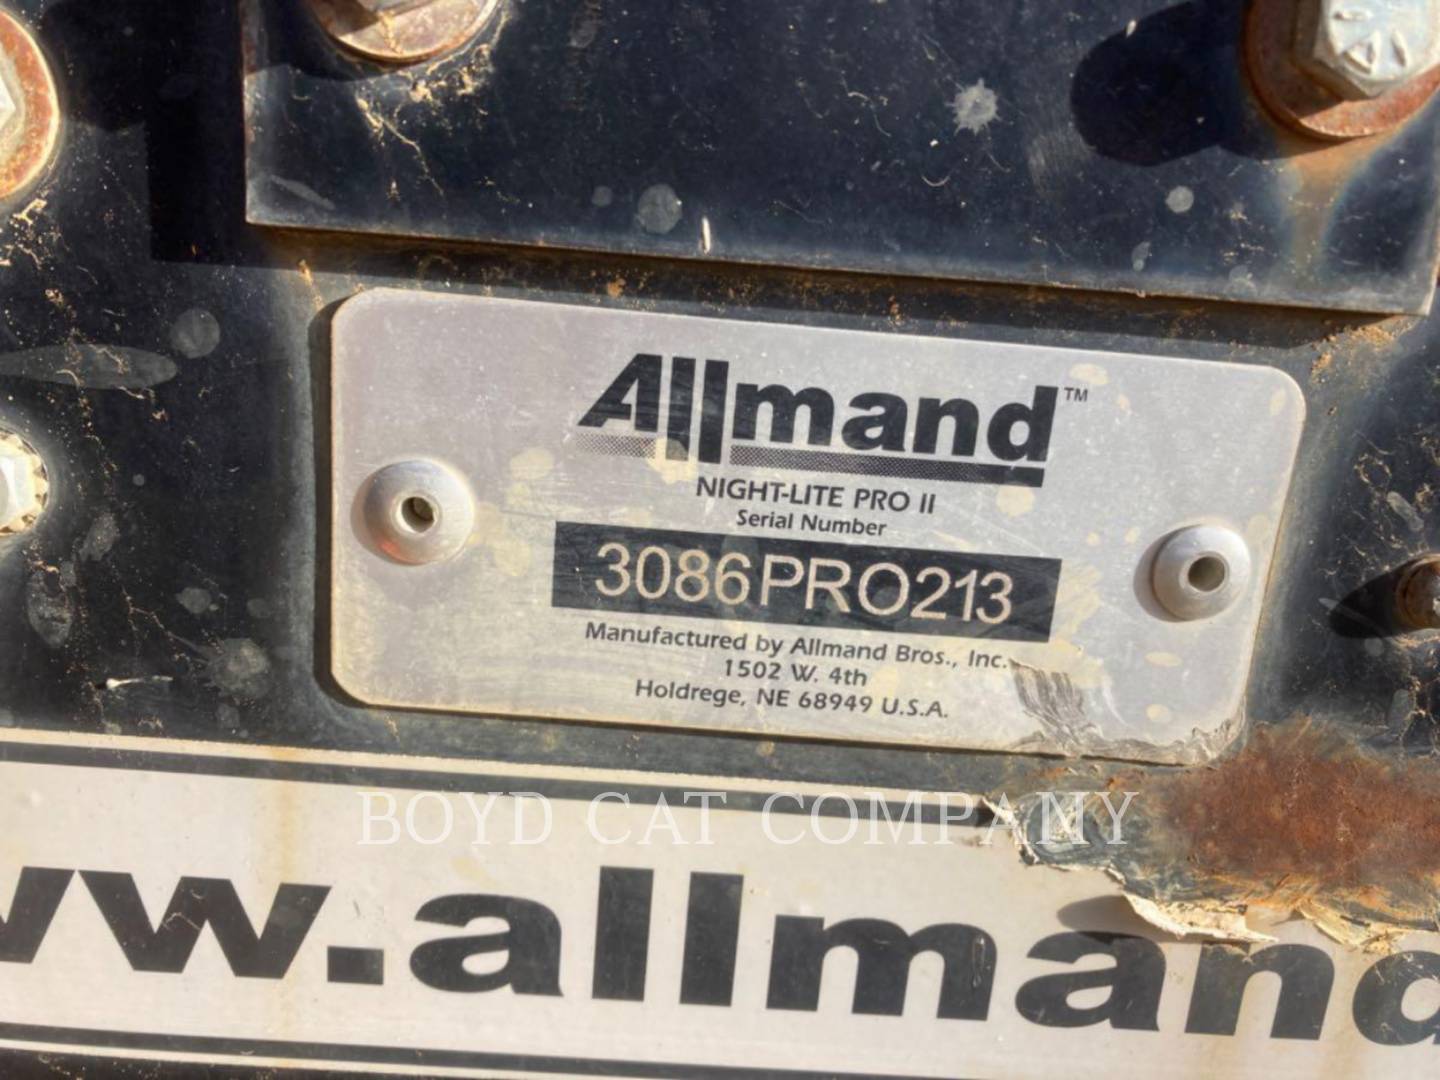 Allmand™
NIGHT-LITE PRO II
Serial Number
3086PRO213
Manufactured by Allmand Bros., Inc.
1502 W. 4th
Holdrege, NE 68949 U.S.A.
BOYD CAT COMPANY
ww.allmand